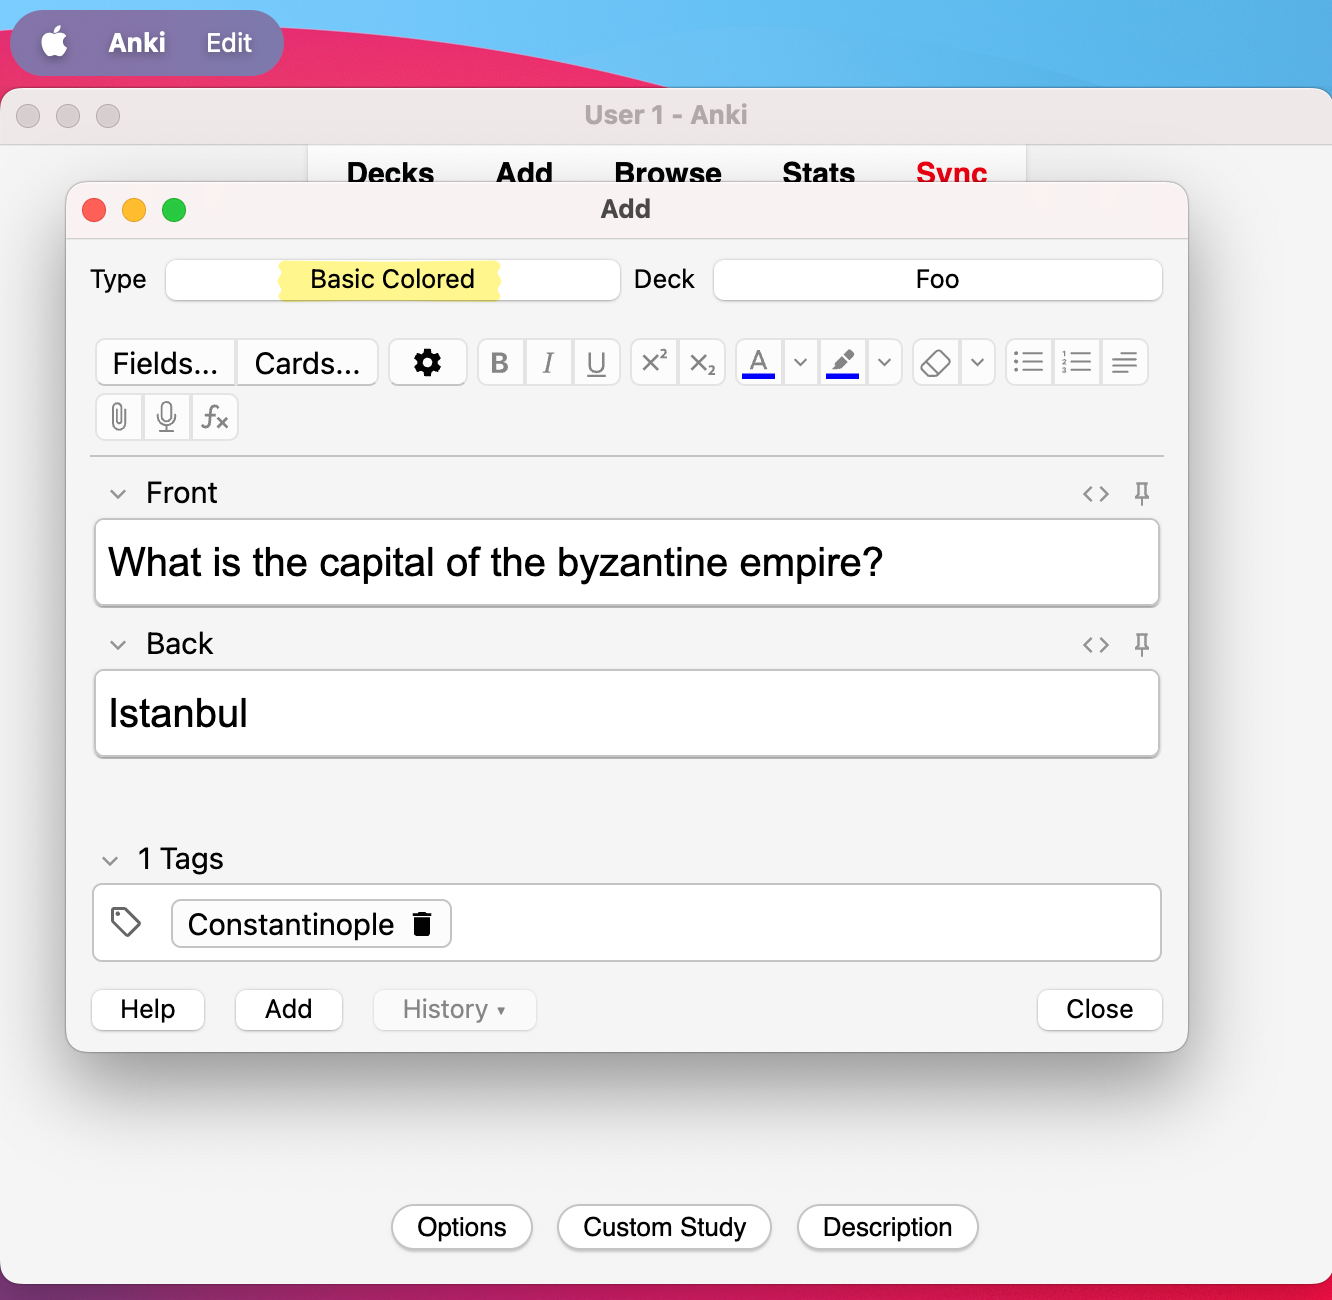 Anki Edit
User 1 - Anki
Decks Add Browse Stats Sync
Add
Type Basic Colored Deck Foo
Fields... Cards... B I U X² X₂ A
fx
Front
What is the capital of the byzantine empire?
Back
Istanbul
1 Tags
Constantinople
Help Add History ▾ Close
Options Custom Study Description